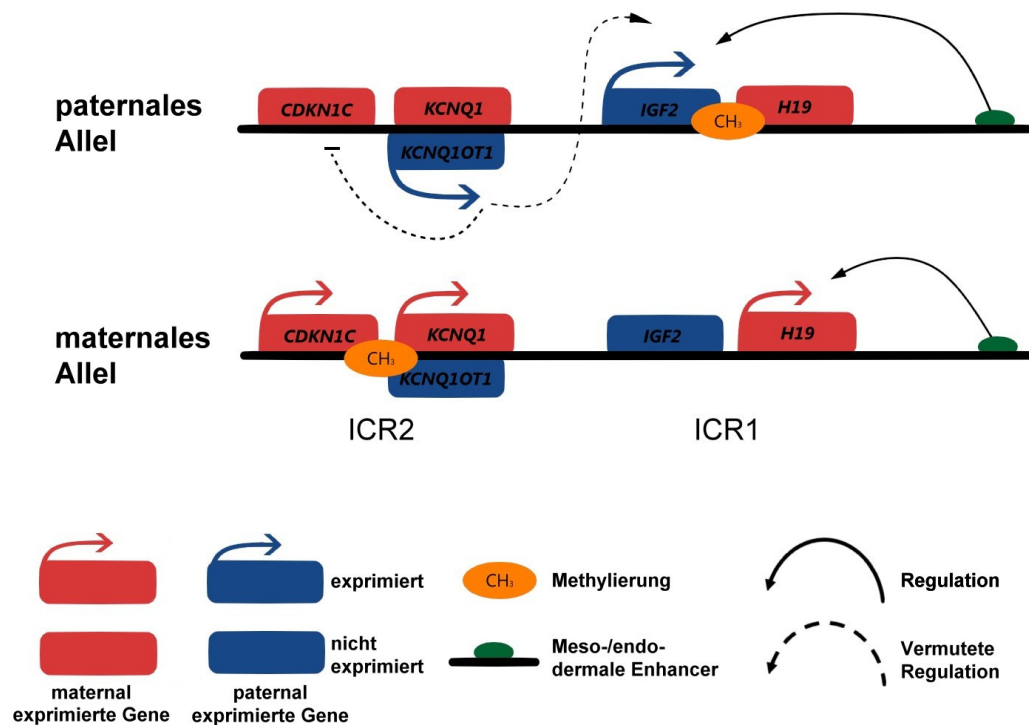 paternales
Allel
CDKN1C
KCNQ1
KCNQ1OT1
IGF2
CH₃
H19
maternales
Allel
CDKN1C
CH₃
KCNQ1
KCNQ1OT1
IGF2
H19
ICR2
ICR1
exprimiert
CH₃
Methylierung
Regulation
nicht
exprimiert
Meso-/endo-
dermale Enhancer
Vermutete
Regulation
maternal
exprimierte Gene
paternal
exprimierte Gene